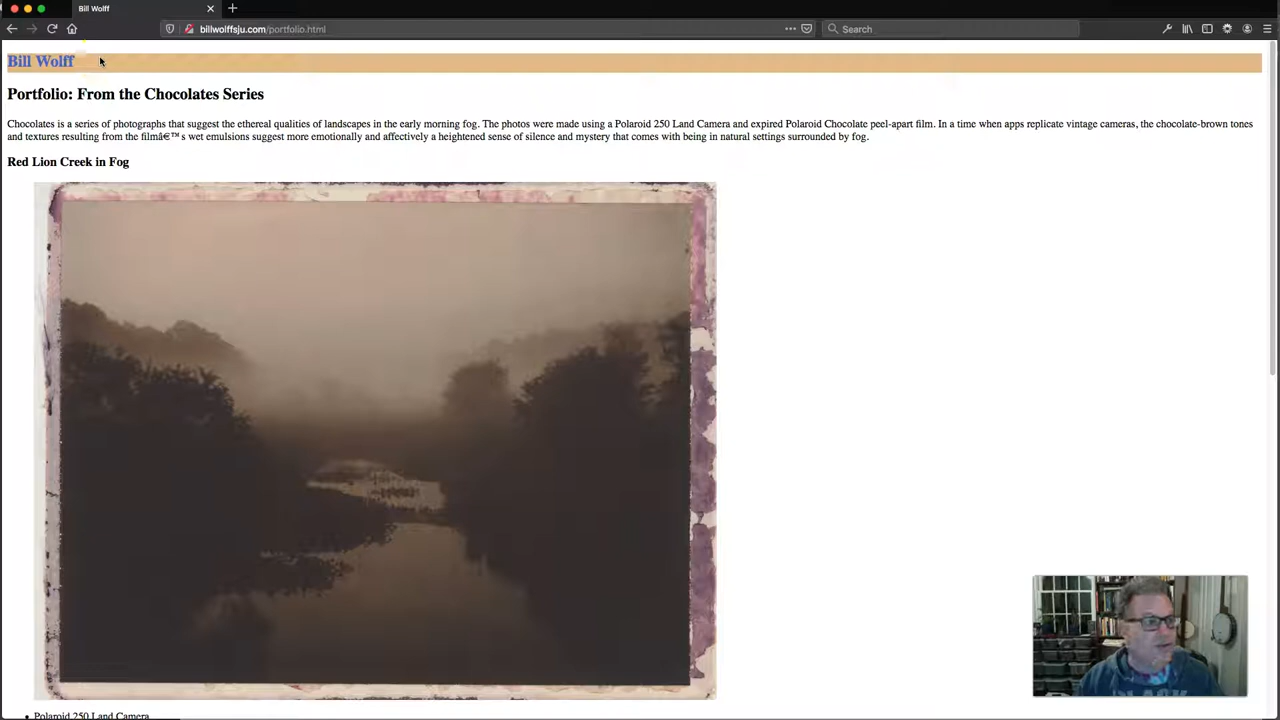 Bill Wolff
billwolffsju.com/portfolio.html
Search
Bill Wolff
Portfolio: From the Chocolates Series
Chocolates is a series of photographs that suggest the ethereal qualities of landscapes in the early morning fog. The photos were made using a Polaroid 250 Land Camera and expired Polaroid Chocolate peel-apart film. In a time when apps replicate vintage cameras, the chocolate-brown tones
and textures resulting from the filmâ€™s wet emulsions suggest more emotionally and affectively a heightened sense of silence and mystery that comes with being in natural settings surrounded by fog.
Red Lion Creek in Fog
• Polaroid 250 Land Camera